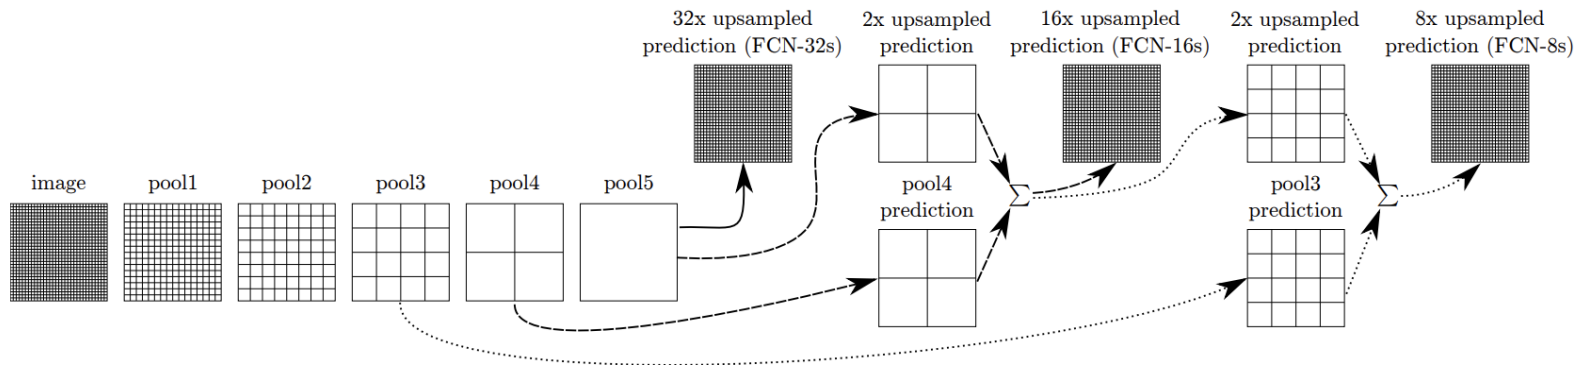 32x upsampled
prediction (FCN-32s)
2x upsampled
prediction
16x upsampled
prediction (FCN-16s)
2x upsampled
prediction
8x upsampled
prediction (FCN-8s)
image
pool1
pool2
pool3
pool4
pool5
pool4
prediction
∑
pool3
prediction
∑